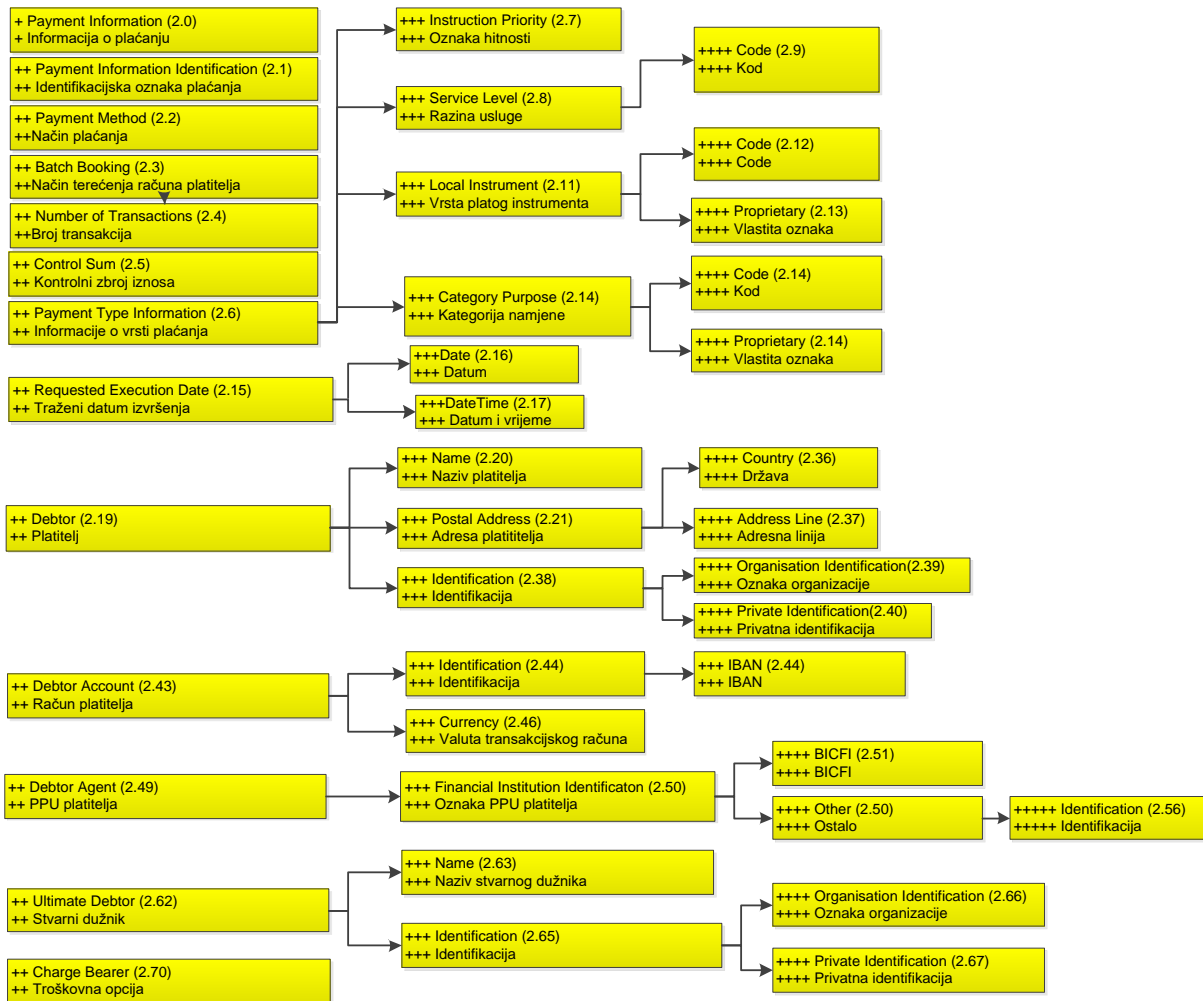 + Payment Information (2.0)
+ Informacija o plaćanju
++ Payment Information Identification (2.1)
++ Identifikacijska oznaka plaćanja
++ Payment Method (2.2)
++Način plaćanja
++ Batch Booking (2.3)
++Način terećenja računa platitelja
++ Number of Transactions (2.4)
++Broj transakcija
++ Control Sum (2.5)
++ Kontrolni zbroj iznosa
++ Payment Type Information (2.6)
++ Informacije o vrsti plaćanja
+++ Instruction Priority (2.7)
+++ Oznaka hitnosti
+++ Service Level (2.8)
+++ Razina usluge
++++ Code (2.9)
++++ Kod
+++ Local Instrument (2.11)
+++ Vrsta platog instrumenta
++++ Code (2.12)
++++ Code
++++ Proprietary (2.13)
++++ Vlastita oznaka
+++ Category Purpose (2.14)
+++ Kategorija namjene
++++ Code (2.14)
++++ Kod
++++ Proprietary (2.14)
++++ Vlastita oznaka
++ Requested Execution Date (2.15)
++ Traženi datum izvršenja
+++Date (2.16)
+++ Datum
+++DateTime (2.17)
+++ Datum i vrijeme
++ Debtor (2.19)
++ Platitelj
+++ Name (2.20)
+++ Naziv platitelja
+++ Postal Address (2.21)
+++ Adresa platititelja
++++ Country (2.36)
++++ Država
++++ Address Line (2.37)
++++ Adresna linija
+++ Identification (2.38)
+++ Identifikacija
++++ Organisation Identification(2.39)
++++ Oznaka organizacije
++++ Private Identification(2.40)
++++ Privatna identifikacija
++ Debtor Account (2.43)
++ Račun platitelja
+++ Identification (2.44)
+++ Identifikacija
+++ IBAN (2.44)
+++ IBAN
+++ Currency (2.46)
+++ Valuta transakcijskog računa
++ Debtor Agent (2.49)
++ PPU platitelja
+++ Financial Institution Identificaton (2.50)
+++ Oznaka PPU platitelja
++++ BICFI (2.51)
++++ BICFI
++++ Other (2.50)
++++ Ostalo
+++++ Identification (2.56)
+++++ Identifikacija
++ Ultimate Debtor (2.62)
++ Stvarni dužnik
+++ Name (2.63)
+++ Naziv stvarnog dužnika
+++ Identification (2.65)
+++ Identifikacija
++++ Organisation Identification (2.66)
++++ Oznaka organizacije
++++ Private Identification (2.67)
++++ Privatna identifikacija
++ Charge Bearer (2.70)
++ Troškovna opcija